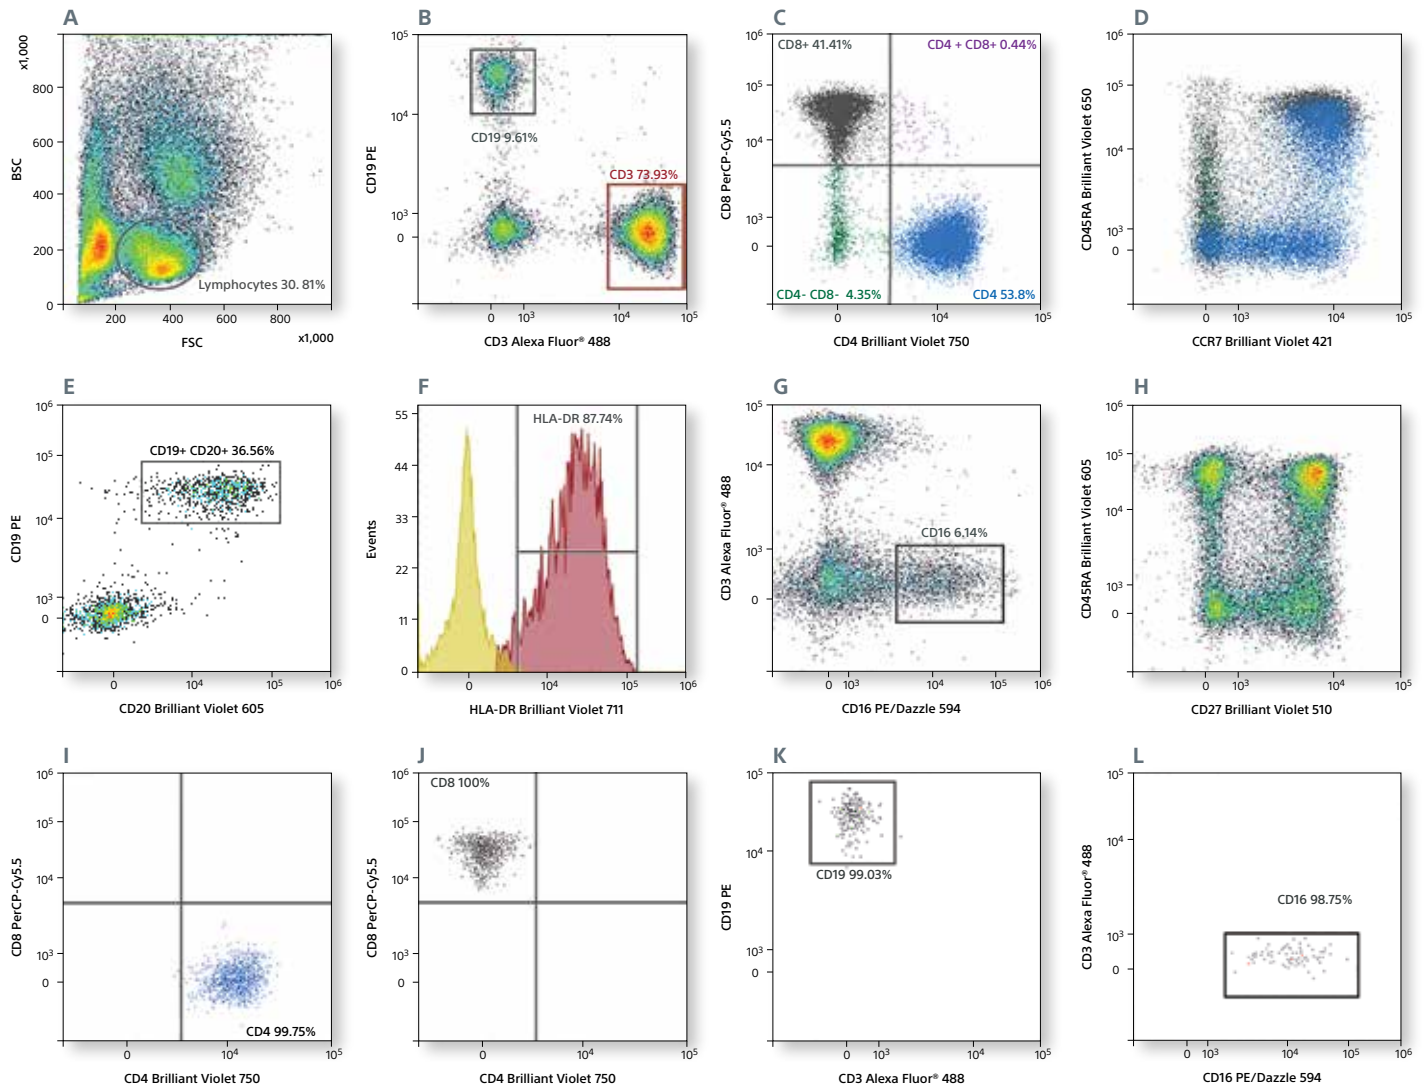 A
x1,000
800
600
400
200
0
BSC
Lymphocytes 30. 81%
200 400 600 800
FSC
x1,000
B
10⁵
10⁴
10³
0
CD19 PE
CD19 9.61%
CD3 73.93%
0 10³ 10⁴ 10⁵
CD3 Alexa Fluor® 488
C
10⁶
10⁵
10⁴
10³
0
CD8 PerCP-Cy5.5
CD8+ 41.41%
CD4 + CD8+ 0.44%
CD4- CD8- 4.35%
CD4 53.8%
0 10⁴ 10⁵
CD4 Brilliant Violet 750
D
10⁶
10⁵
10⁴
10³
0
CD45RA Brilliant Violet 650
0 10³ 10⁴ 10⁵
CCR7 Brilliant Violet 421
E
10⁶
10⁵
10⁴
10³
0
CD19 PE
CD19+ CD20+ 36.56%
0 10⁴ 10⁵ 10⁶
CD20 Brilliant Violet 605
F
55
44
33
22
11
0
Events
HLA-DR 87.74%
0 10⁴ 10⁵ 10⁶
HLA-DR Brilliant Violet 711
G
10⁵
10⁴
10³
0
CD3 Alexa Fluor® 488
CD16 6.14%
0 10³ 10⁴ 10⁵ 10⁶
CD16 PE/Dazzle 594
H
10⁶
10⁵
10⁴
10³
0
CD45RA Brilliant Violet 605
0 10³ 10⁴ 10⁵
CD27 Brilliant Violet 510
I
10⁶
10⁵
10⁴
10³
0
CD8 PerCP-Cy5.5
CD4 99.75%
0 10⁴ 10⁵
CD4 Brilliant Violet 750
J
10⁶
10⁵
10⁴
10³
0
CD8 PerCP-Cy5.5
CD8 100%
0 10⁴ 10⁵
CD4 Brilliant Violet 750
K
10⁵
10⁴
10³
0
CD19 PE
CD19 99.03%
0 10³ 10⁴ 10⁵
CD3 Alexa Fluor® 488
L
10⁵
10⁴
10³
0
CD3 Alexa Fluor® 488
CD16 98.75%
0 10³ 10⁴ 10⁵ 10⁶
CD16 PE/Dazzle 594